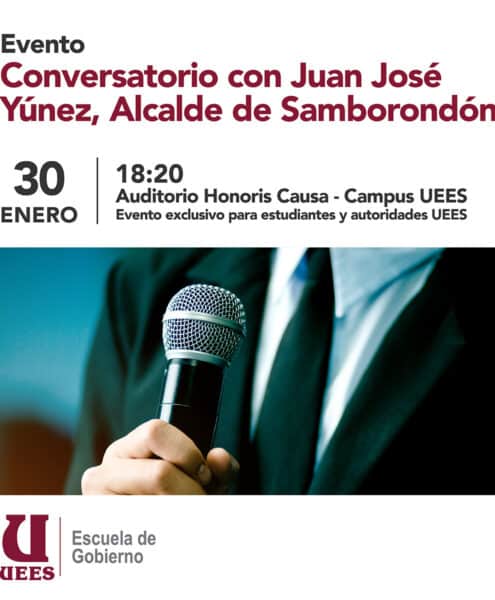 Evento
Conversatorio con Juan José
Yúnez, Alcalde de Samborondón
30
ENERO
18:20
Auditorio Honoris Causa - Campus UEES
Evento exclusivo para estudiantes y autoridades UEES
U
UEES
Escuela de
Gobierno